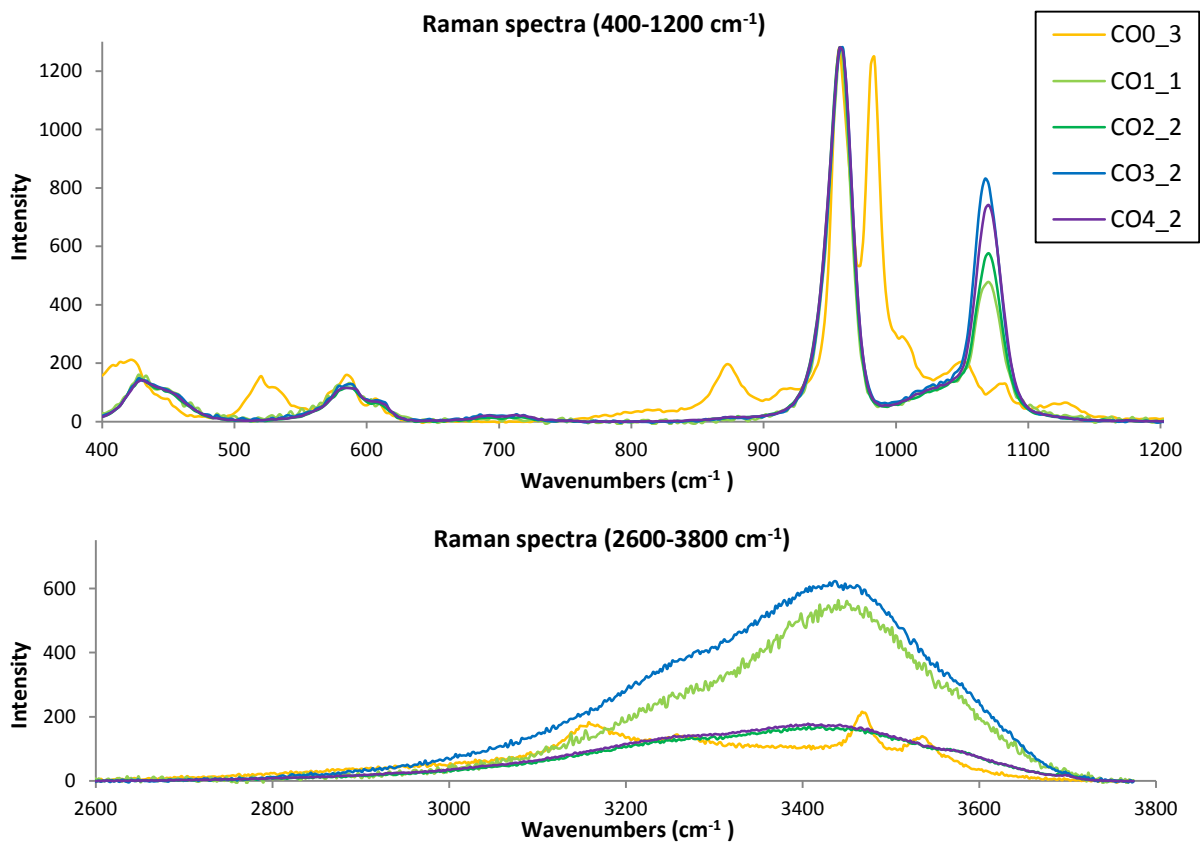 Raman spectra (400-1200 cm⁻¹)
CO0_3
CO1_1
CO2_2
CO3_2
CO4_2
Intensity
1200
1000
800
600
400
200
0
400 500 600 700 800 900 1000 1100 1200
Wavenumbers (cm⁻¹ )
Raman spectra (2600-3800 cm⁻¹)
Intensity
600
400
200
0
2600 2800 3000 3200 3400 3600 3800
Wavenumbers (cm⁻¹ )